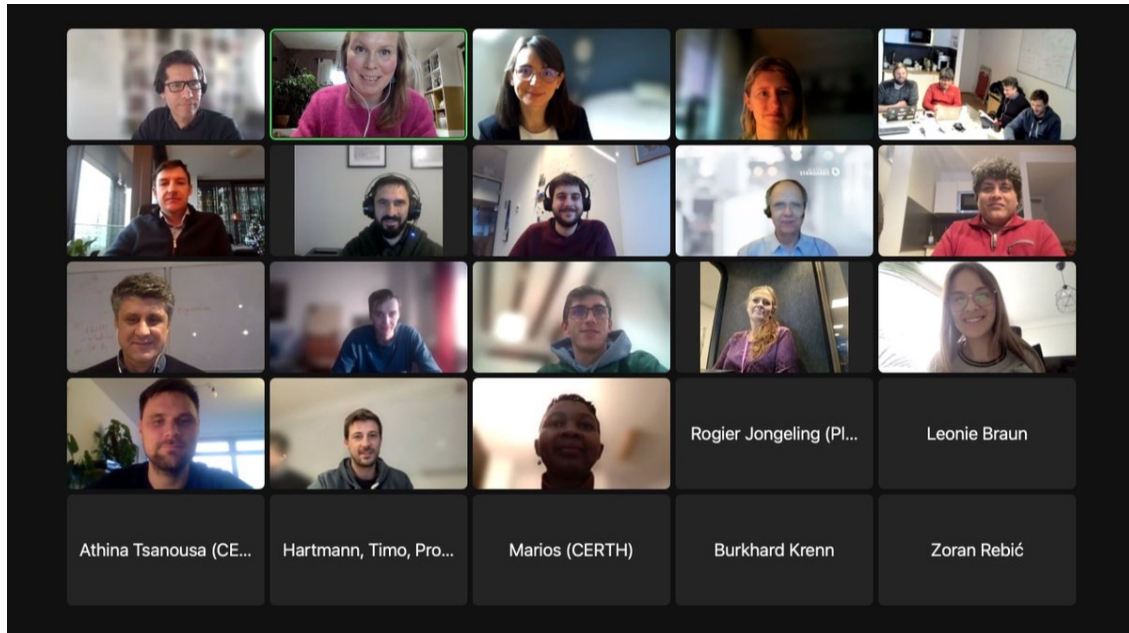 Rogier Jongeling (Pl...
Leonie Braun
Athina Tsanousa (CE...
Hartmann, Timo, Pro...
Marios (CERTH)
Burkhard Krenn
Zoran Rebić